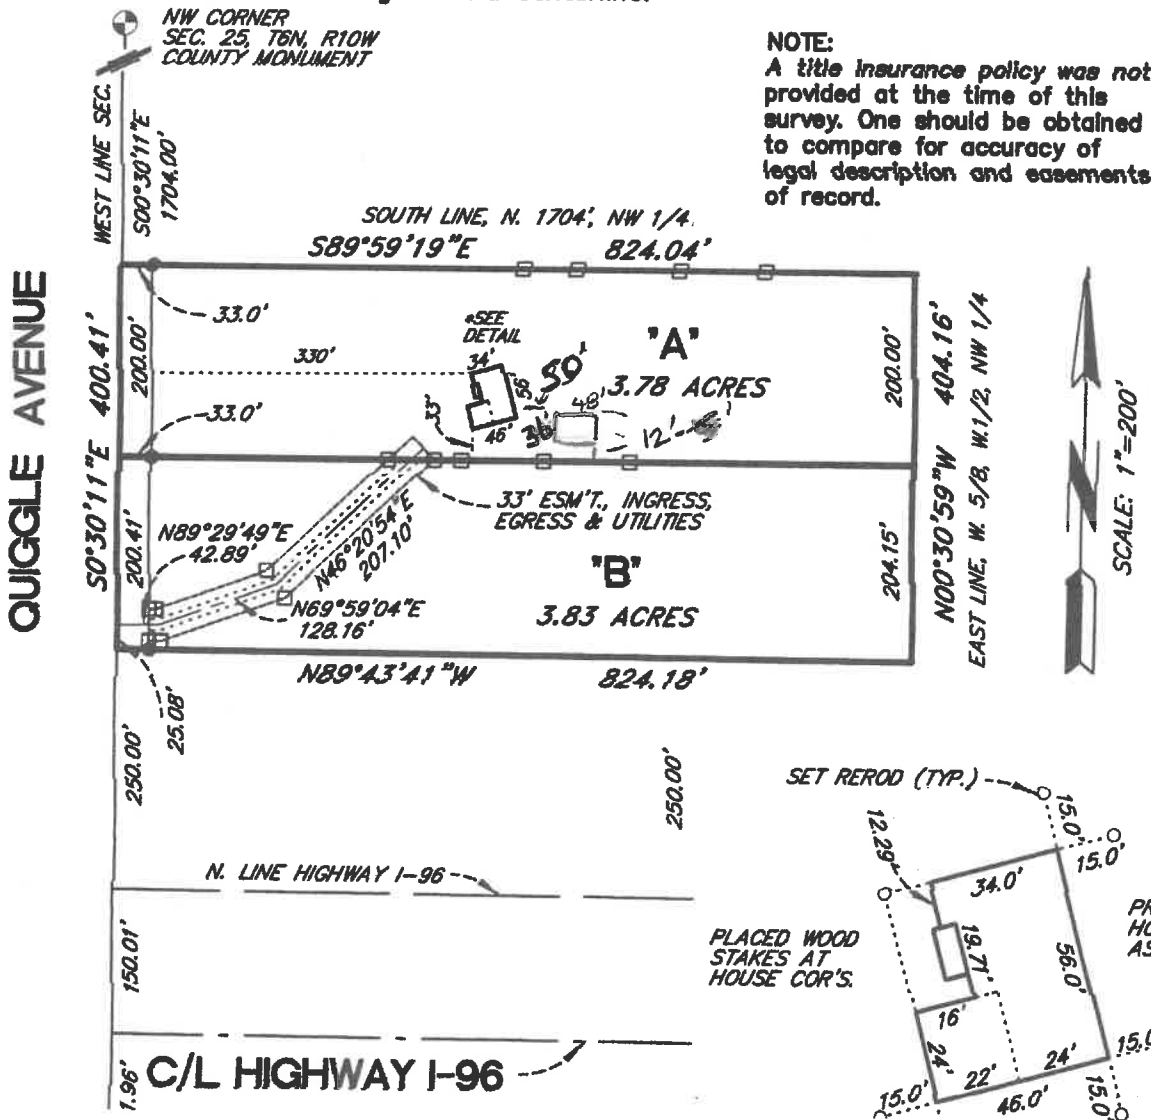 NW CORNER
SEC. 25, T6N, R10W
COUNTY MONUMENT
NOTE:
A title insurance policy was not
provided at the time of this
survey. One should be obtained
to compare for accuracy of
legal description and easements
of record.
WEST LINE SEC.
S00°30'11"E
1704.00'
SOUTH LINE, N. 1704', NW 1/4
S89°59'19"E
824.04'
QUIGGLE AVENUE
S0°30'11"E 400.41'
200.00'
33.0'
330'
*SEE
DETAIL
34'
56'
33'
46'
50'
48'
36'
12'
"A"
3.78 ACRES
200.00'
N00°30'59"W 404.16'
EAST LINE, W. 5/8, W.1/2, NW 1/4
SCALE: 1"=200'
33.0'
33' ESM'T., INGRESS,
EGRESS & UTILITIES
200.41'
N89°29'49"E
42.89'
N46°20'54"E
207.10'
N69°59'04"E
128.16'
"B"
3.83 ACRES
204.15'
N89°43'41"W
824.18'
25.08'
250.00'
250.00'
N. LINE HIGHWAY I-96
150.01'
C/L HIGHWAY I-96
1.96'
SET REROD (TYP.)
15.0'
15.0'
12.29'
34.0'
PLACED WOOD
STAKES AT
HOUSE COR'S.
19.71'
56.0'
16'
24'
22'
24'
46.0'
15.0'
15.0'
15.0'